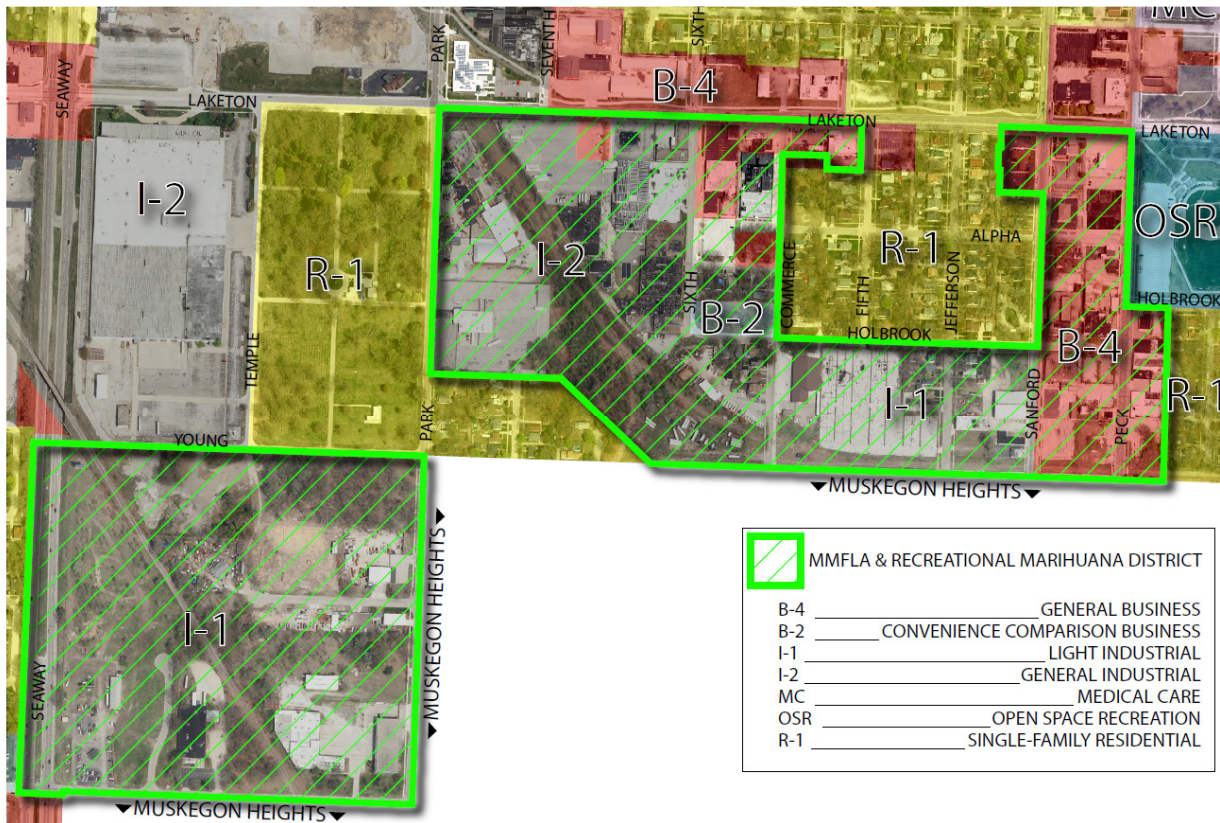 MC
SIXTH
PARK
SEVENTH
SEAWAY
B-4
LAKETON
LAKETON
LAKETON
I-2
OSR
ALPHA
R-1
I-2
R-1
SIXTH
COMMERCE
FIFTH
JEFFERSON
HOLBROOK
B-2
HOLBROOK
B-4
TEMPLE
R-1
I-1
SANFORD
PECK
PARK
YOUNG
MUSKEGON HEIGHTS
MUSKEGON HEIGHTS
MMFLA & RECREATIONAL MARIHUANA DISTRICT
B-4 GENERAL BUSINESS
B-2 CONVENIENCE COMPARISON BUSINESS
I-1 LIGHT INDUSTRIAL
I-2 GENERAL INDUSTRIAL
MC MEDICAL CARE
OSR OPEN SPACE RECREATION
R-1 SINGLE-FAMILY RESIDENTIAL
I-1
SEAWAY
MUSKEGON HEIGHTS